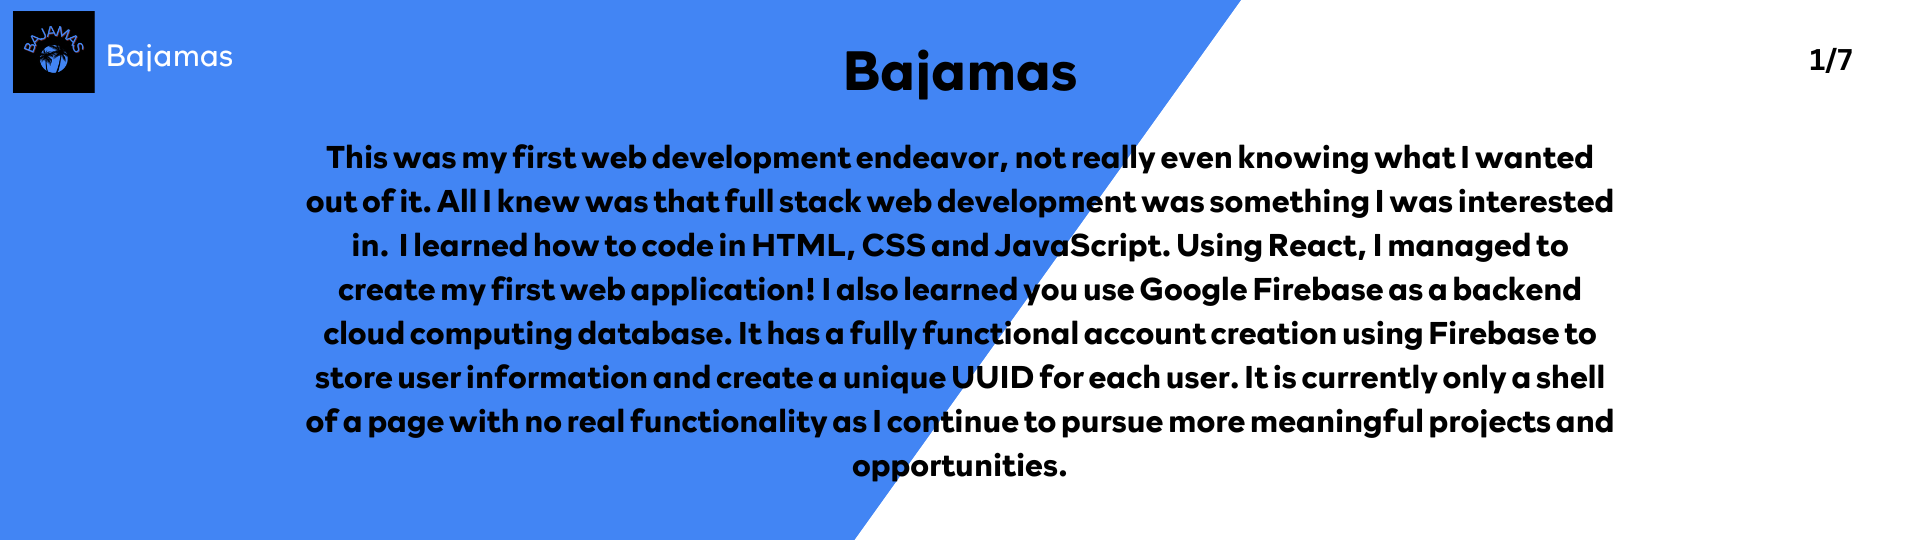 BAJAMAS
Bajamas
Bajamas
1/7
This was my first web development endeavor, not really even knowing what I wanted
out of it. All I knew was that full stack web development was something I was interested
in.  I learned how to code in HTML, CSS and JavaScript. Using React, I managed to
create my first web application! I also learned you use Google Firebase as a backend
cloud computing database. It has a fully functional account creation using Firebase to
store user information and create a unique UUID for each user. It is currently only a shell
of a page with no real functionality as I continue to pursue more meaningful projects and
opportunities.